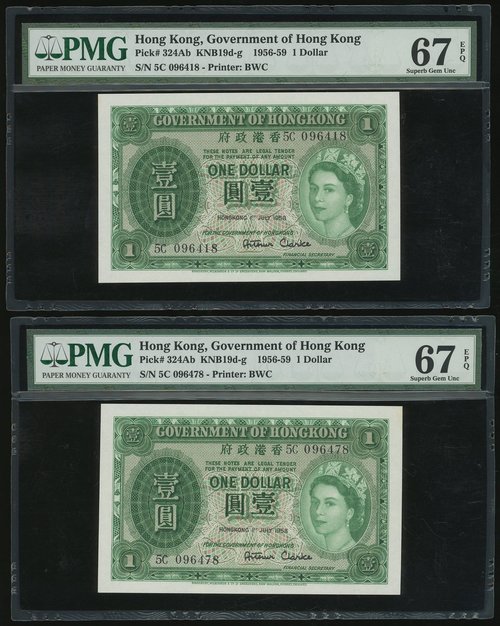 PMG
PAPER MONEY GUARANTY
Hong Kong, Government of Hong Kong
Pick# 324Ab KNB19d-g 1956-59 1 Dollar
S/N 5C 096418 - Printer: BWC
67 EPQ
Superb Gem Unc
壹
GOVERNMENT OF HONGKONG
1
府政港香
5C 096418
THESE NOTES ARE LEGAL TENDER
FOR THE PAYMENT OF ANY AMOUNT
壹圓
ONE DOLLAR
圓壹
HONGKONG 1ST JULY 1958
FOR THE GOVERNMENT OF HONGKONG
1
5C 096418
FINANCIAL SECRETARY
壹
PMG
PAPER MONEY GUARANTY
Hong Kong, Government of Hong Kong
Pick# 324Ab KNB19d-g 1956-59 1 Dollar
S/N 5C 096478 - Printer: BWC
67 EPQ
Superb Gem Unc
壹
GOVERNMENT OF HONGKONG
1
府政港香
5C 096478
THESE NOTES ARE LEGAL TENDER
FOR THE PAYMENT OF ANY AMOUNT
壹圓
ONE DOLLAR
圓壹
HONGKONG 1ST JULY 1958
FOR THE GOVERNMENT OF HONGKONG
1
5C 096478
FINANCIAL SECRETARY
壹